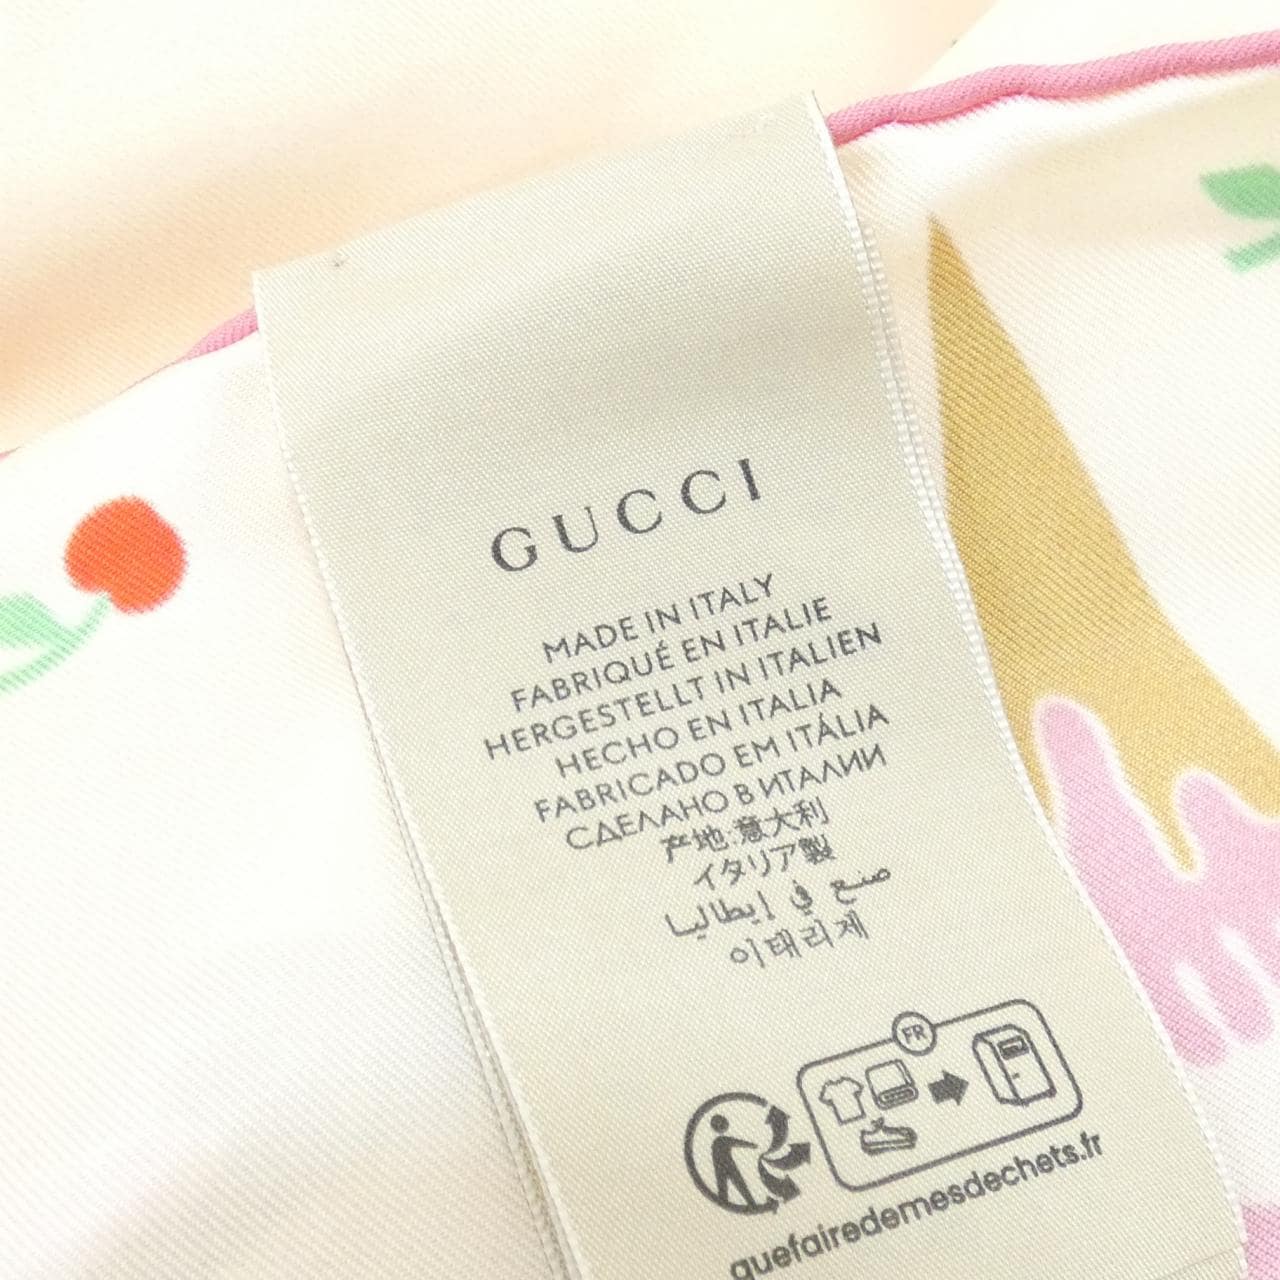 GUCCI
MADE IN ITALY
FABRIQUÉ EN ITALIE
HERGESTELLT IN ITALIEN
HECHO EN ITALIA
FABRICADO EM ITÁLIA
СДЕЛАНО В ИТАЛИИ
产地:意大利
イタリア製
صنع في إيطاليا
이태리제
FR
quefairedemesdechets.fr